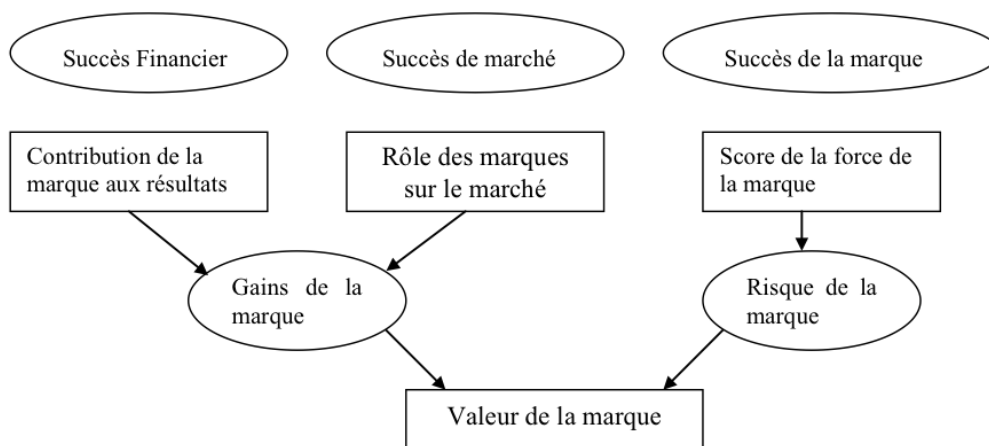 Succès Financier
Succès de marché
Succès de la marque
Contribution de la
marque aux résultats
Rôle des marques
sur le marché
Score de la force de
la marque
Gains de la
marque
Risque de la
marque
Valeur de la marque